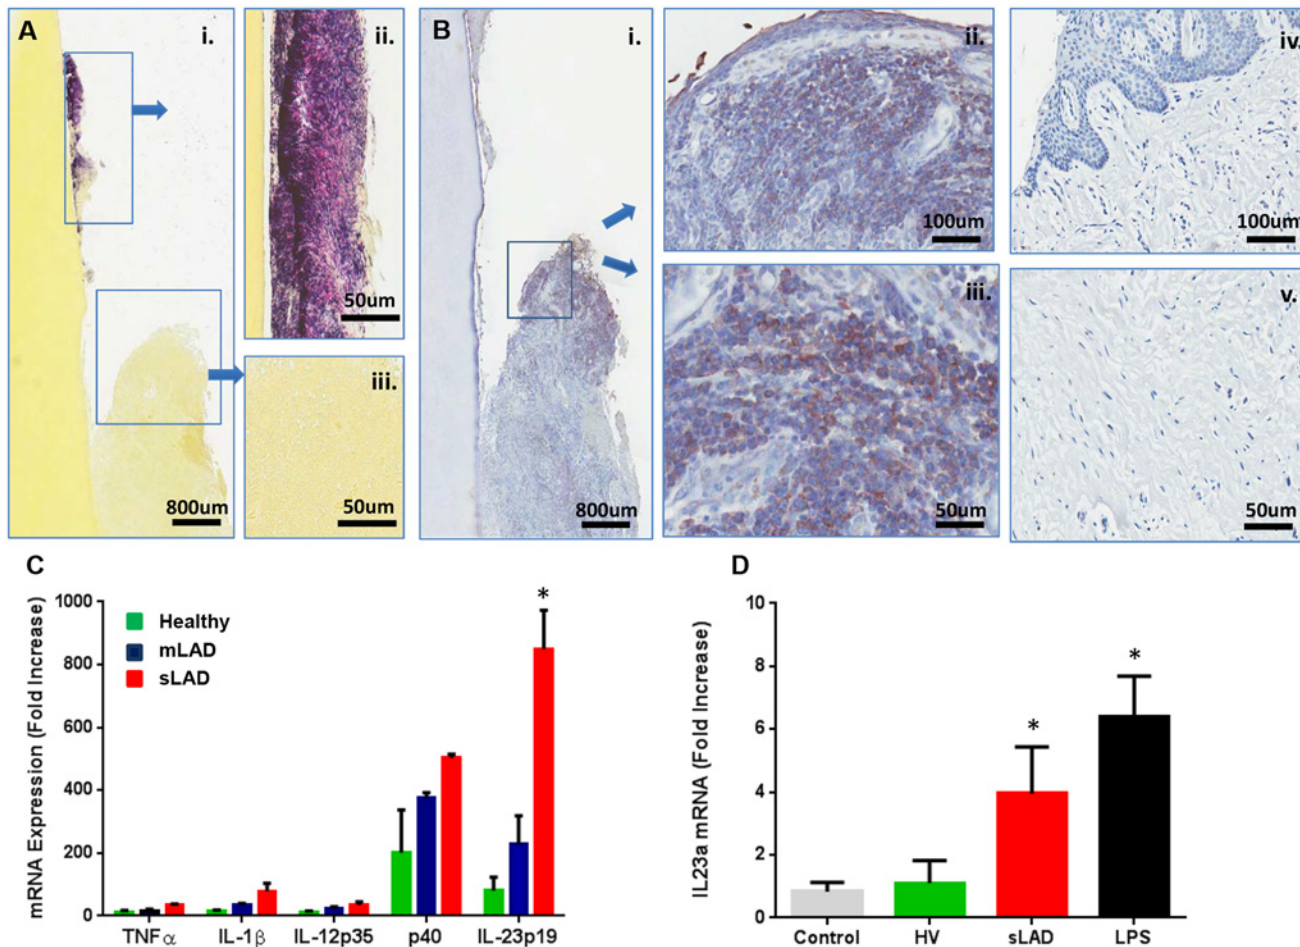 A
i.
ii.
50um
iii.
50um
800um
B
i.
800um
ii.
100um
iii.
50um
iv.
100um
v.
50um
C
mRNA Expression (Fold Increase)
1000
800
600
400
200
0
Healthy
mLAD
sLAD
*
TNFα IL-1β IL-12p35 p40 IL-23p19
D
IL23a mRNA (Fold Increase)
10
8
6
4
2
0
*
*
Control HV sLAD LPS